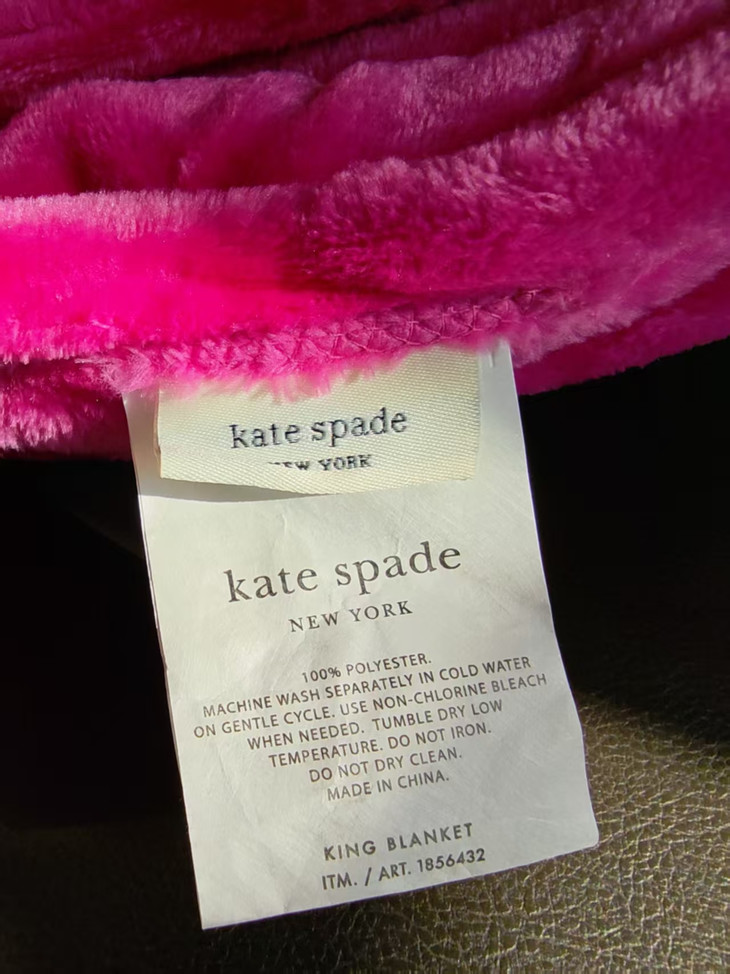 kate spade
YORK
kate spade
NEW YORK
100% POLYESTER.
MACHINE WASH SEPARATELY IN COLD WATER
ON GENTLE CYCLE. USE NON-CHLORINE BLEACH
WHEN NEEDED. TUMBLE DRY LOW
TEMPERATURE. DO NOT IRON.
DO NOT DRY CLEAN.
MADE IN CHINA.
KING BLANKET
ITM. / ART. 1856432